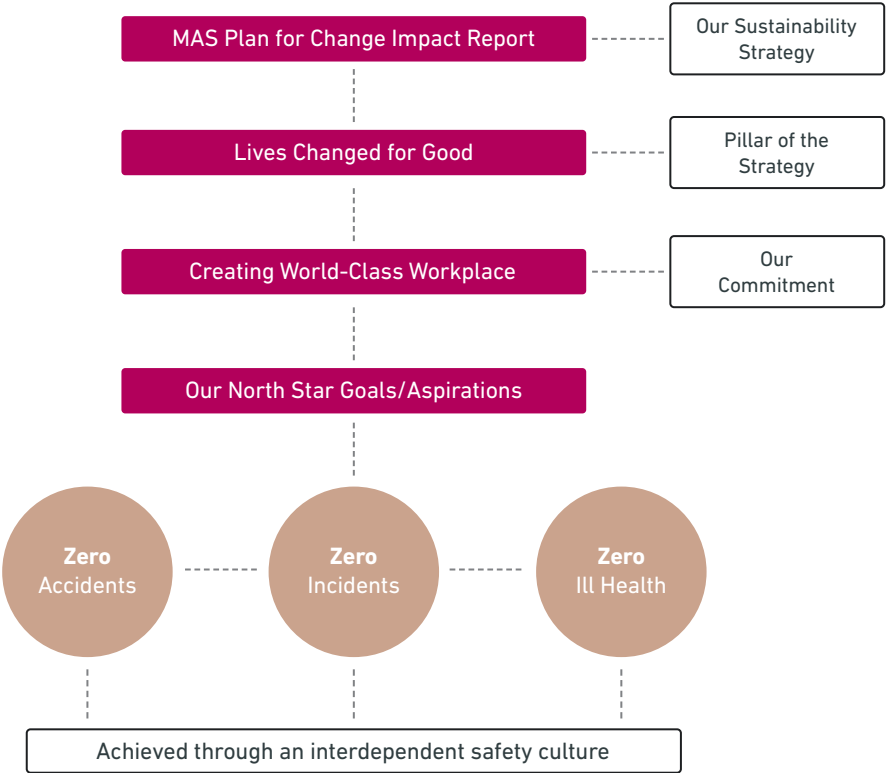 MAS Plan for Change Impact Report
Our Sustainability
Strategy
Lives Changed for Good
Pillar of the
Strategy
Creating World-Class Workplace
Our
Commitment
Our North Star Goals/Aspirations
Zero
Accidents
Zero
Incidents
Zero
Ill Health
Achieved through an interdependent safety culture